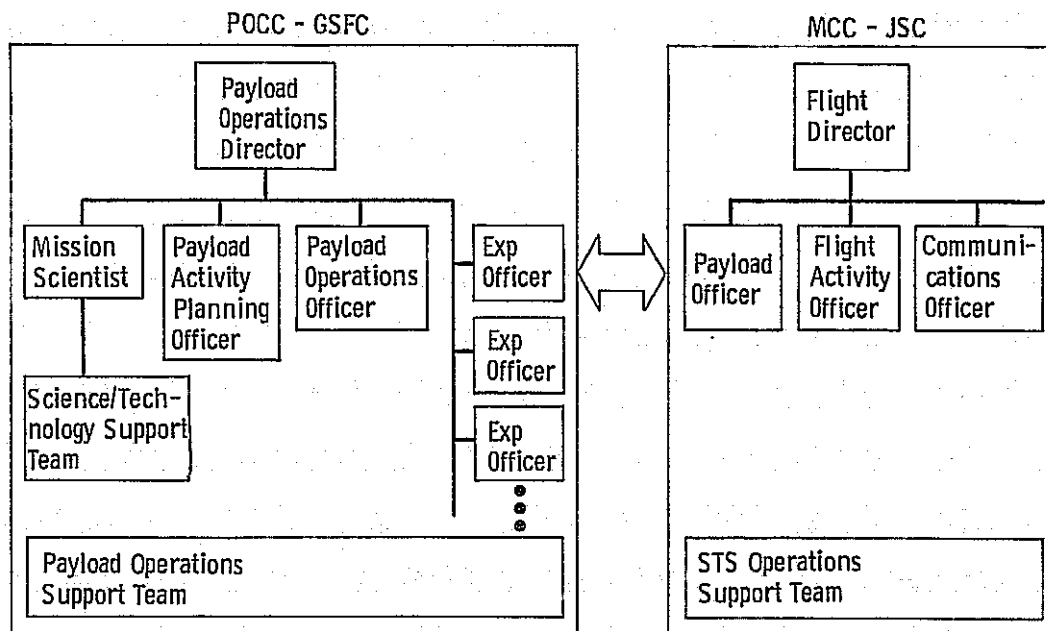 POCC - GSFC
Payload
Operations
Director
Mission
Scientist
Payload
Activity
Planning
Officer
Payload
Operations
Officer
Exp
Officer
Exp
Officer
Exp
Officer
Science/Tech-
nology Support
Team
Payload Operations
Support Team
MCC - JSC
Flight
Director
Payload
Officer
Flight
Activity
Officer
Communi-
cations
Officer
STS Operations
Support Team